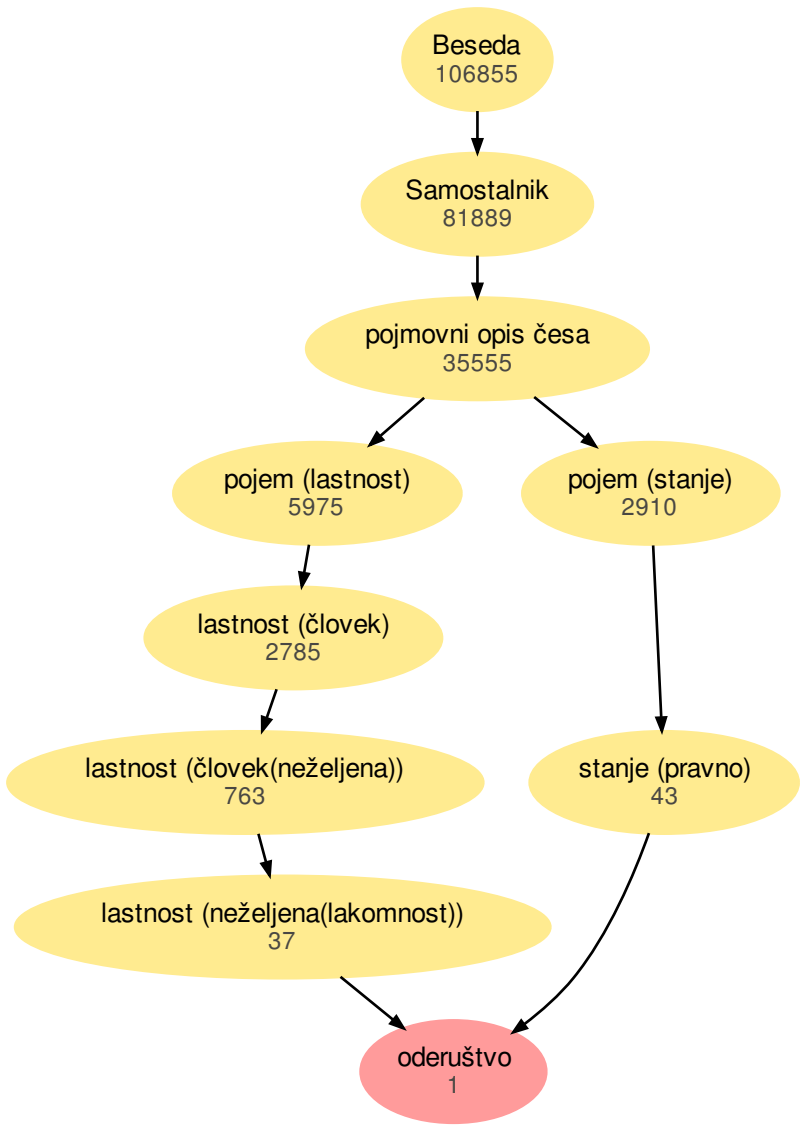 Beseda
106855
Samostalnik
81889
pojmovni opis česa
35555
pojem (lastnost)
5975
pojem (stanje)
2910
lastnost (človek)
2785
lastnost (človek(neželjena))
763
stanje (pravno)
43
lastnost (neželjena(lakomnost))
37
oderuštvo
1